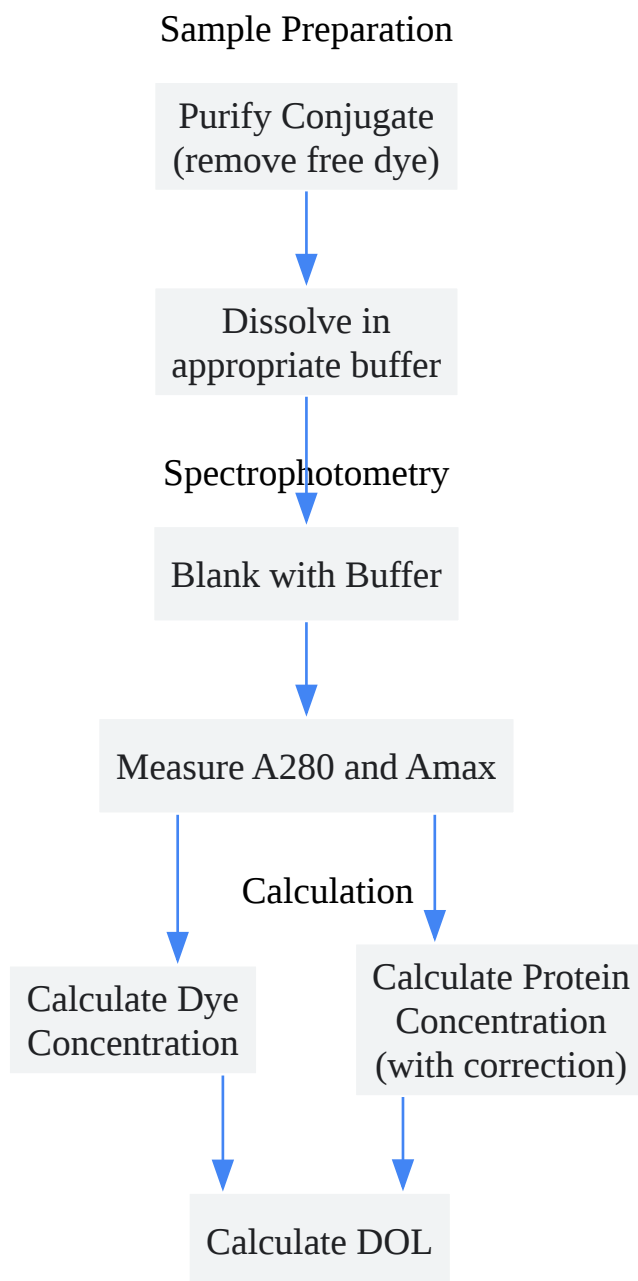 Sample Preparation
Purify Conjugate
(remove free dye)
Dissolve in
appropriate buffer
Spectrophotometry
Blank with Buffer
Measure A280 and Amax
Calculation
Calculate Dye
Concentration
Calculate Protein
Concentration
(with correction)
Calculate DOL